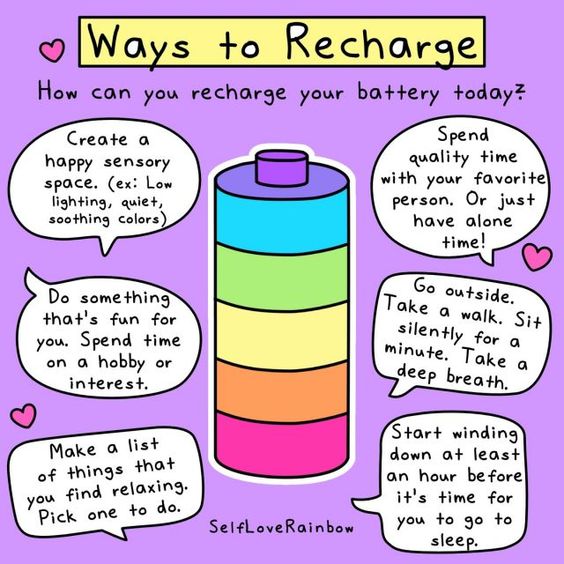 Ways to Recharge
How can you recharge your battery today?
Create a
happy sensory
space. (ex: Low
lighting, quiet,
soothing colors)
Spend
quality time
with your favorite
person. Or just
have alone
time!
Do something
that's fun for
you. Spend time
on a hobby or
interest.
Go outside.
Take a walk. Sit
silently for a
minute. Take a
deep breath.
Make a list
of things that
you find relaxing.
Pick one to do.
Start winding
down at least
an hour before
it's time for
you to go to
sleep.
SelfLoveRainbow